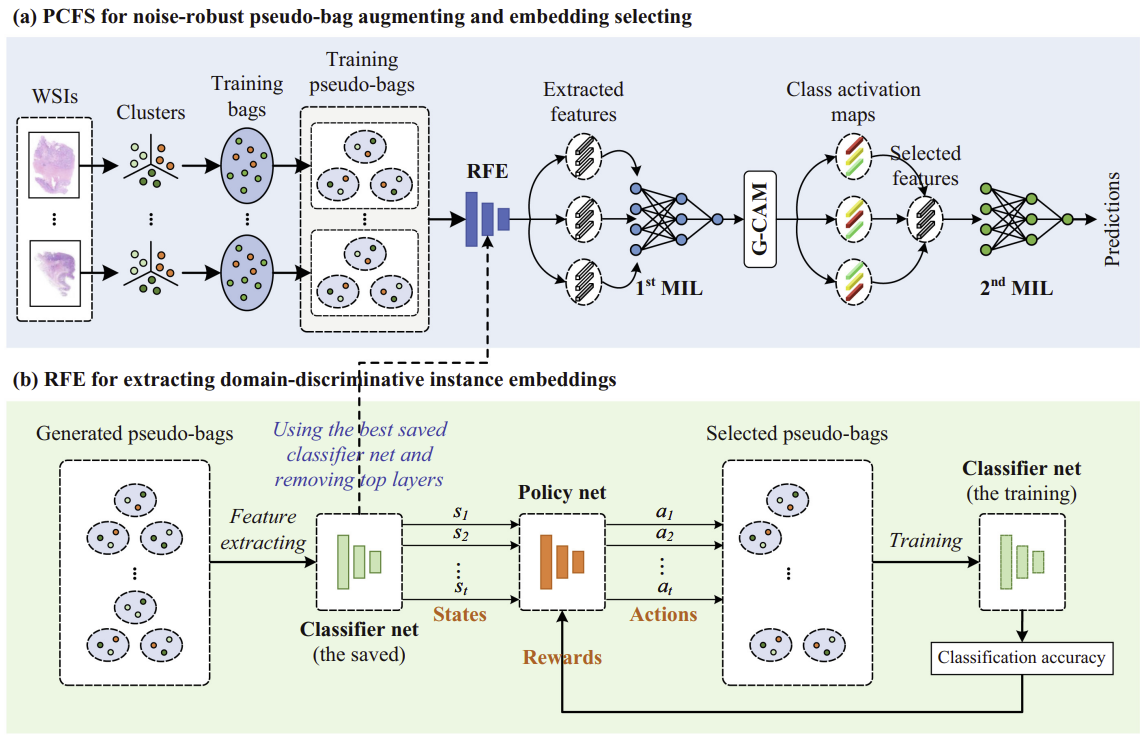 (a) PCFS for noise-robust pseudo-bag augmenting and embedding selecting
WSIs
Clusters
Training
bags
Training
pseudo-bags
RFE
Extracted
features
1st MIL
G-CAM
Class activation
maps
Selected
features
2nd MIL
Predictions
(b) RFE for extracting domain-discriminative instance embeddings
Generated pseudo-bags
Using the best saved
classifier net and
removing top layers
Feature
extracting
Classifier net
(the saved)
s1
s2
st
States
Policy net
a1
a2
at
Actions
Rewards
Selected pseudo-bags
Training
Classifier net
(the training)
Classification accuracy